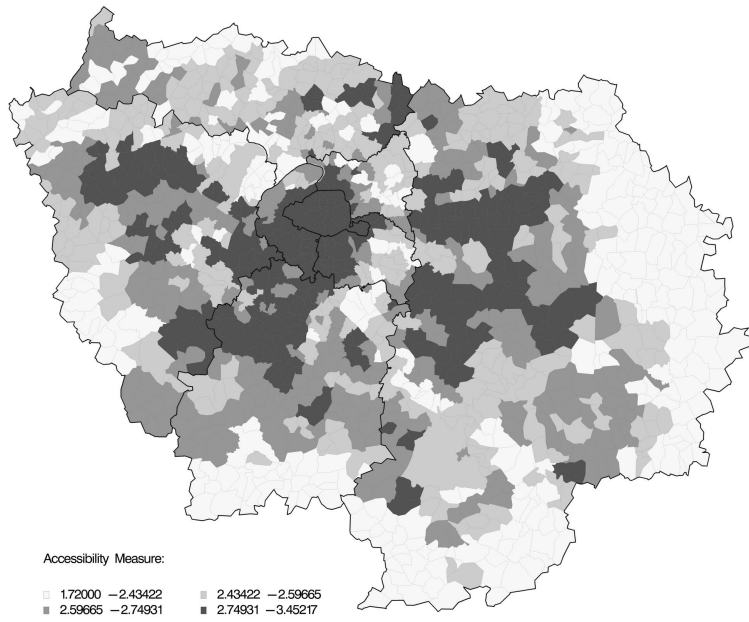 Accessibility Measure:
1.72000 – 2.43422
2.43422 – 2.59665
2.59665 – 2.74931
2.74931 – 3.45217